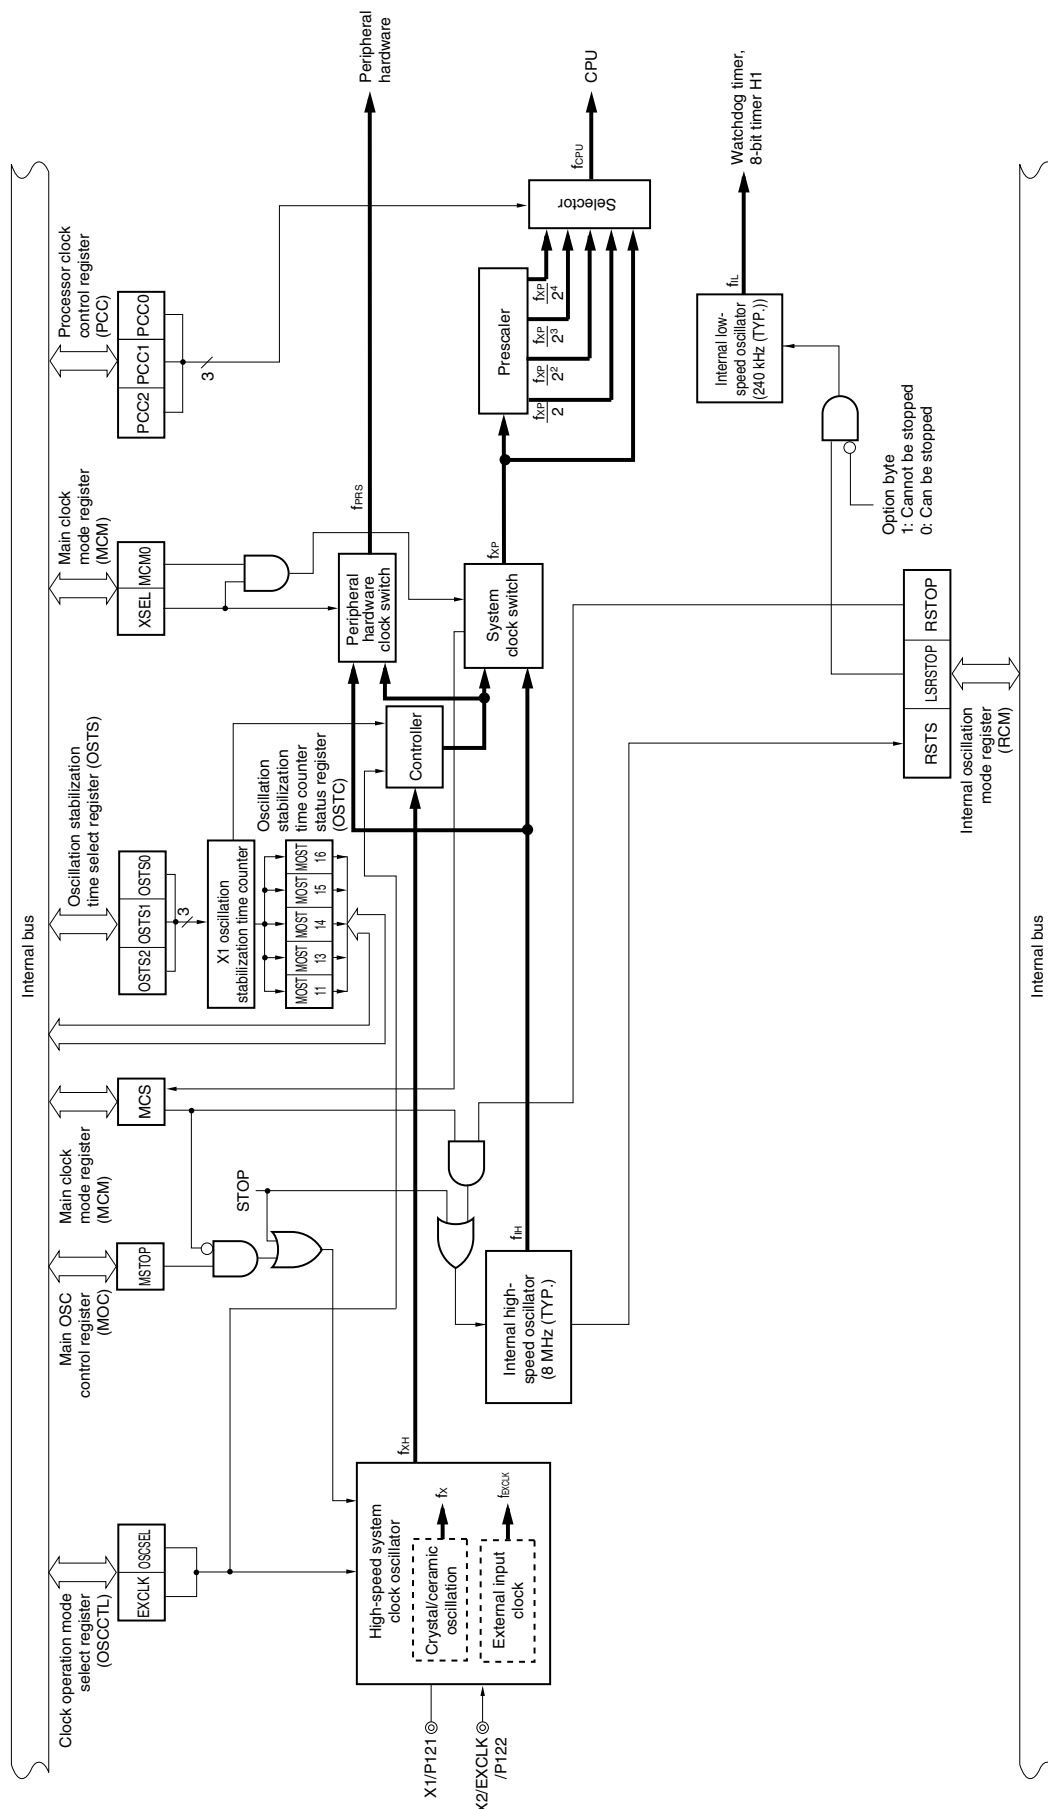 Internal bus
Clock operation mode
select register
(OSCCTL)
EXCLK
OSCSEL
Main OSC
control register
(MOC)
MSTOP
Main clock
mode register
(MCM)
MCS
Oscillation stabilization
time select register (OSTS)
OSTS2
OSTS1
OSTS0
3
X1 oscillation
stabilization time counter
Oscillation
stabilization
time counter
status register
(OSTC)
MOST
11
MOST
13
MOST
14
MOST
15
MOST
16
Main clock
mode register
(MCM)
XSEL
MCM0
Processor clock
control register
(PCC)
PCC2
PCC1
PCC0
3
STOP
X1/P121
X2/EXCLK
/P122
High-speed system
clock oscillator
Crystal/ceramic
oscillation
fX
External input
clock
fEXCLK
fXH
Internal high-
speed oscillator
(8 MHz (TYP.)
fIH
Controller
Peripheral
hardware
clock switch
fPRS
Peripheral
hardware
System
clock switch
fXP
Prescaler
fXP
2
fXP
2²
fXP
2³
fXP
2⁴
Selector
fCPU
CPU
Internal low-
speed oscillator
(240 kHz (TYP.))
fIL
Watchdog timer,
8-bit timer H1
Option byte
1: Cannot be stopped
0: Can be stopped
RSTS
LSRSTOP
RSTOP
Internal oscillation
mode register
(RCM)
Internal bus